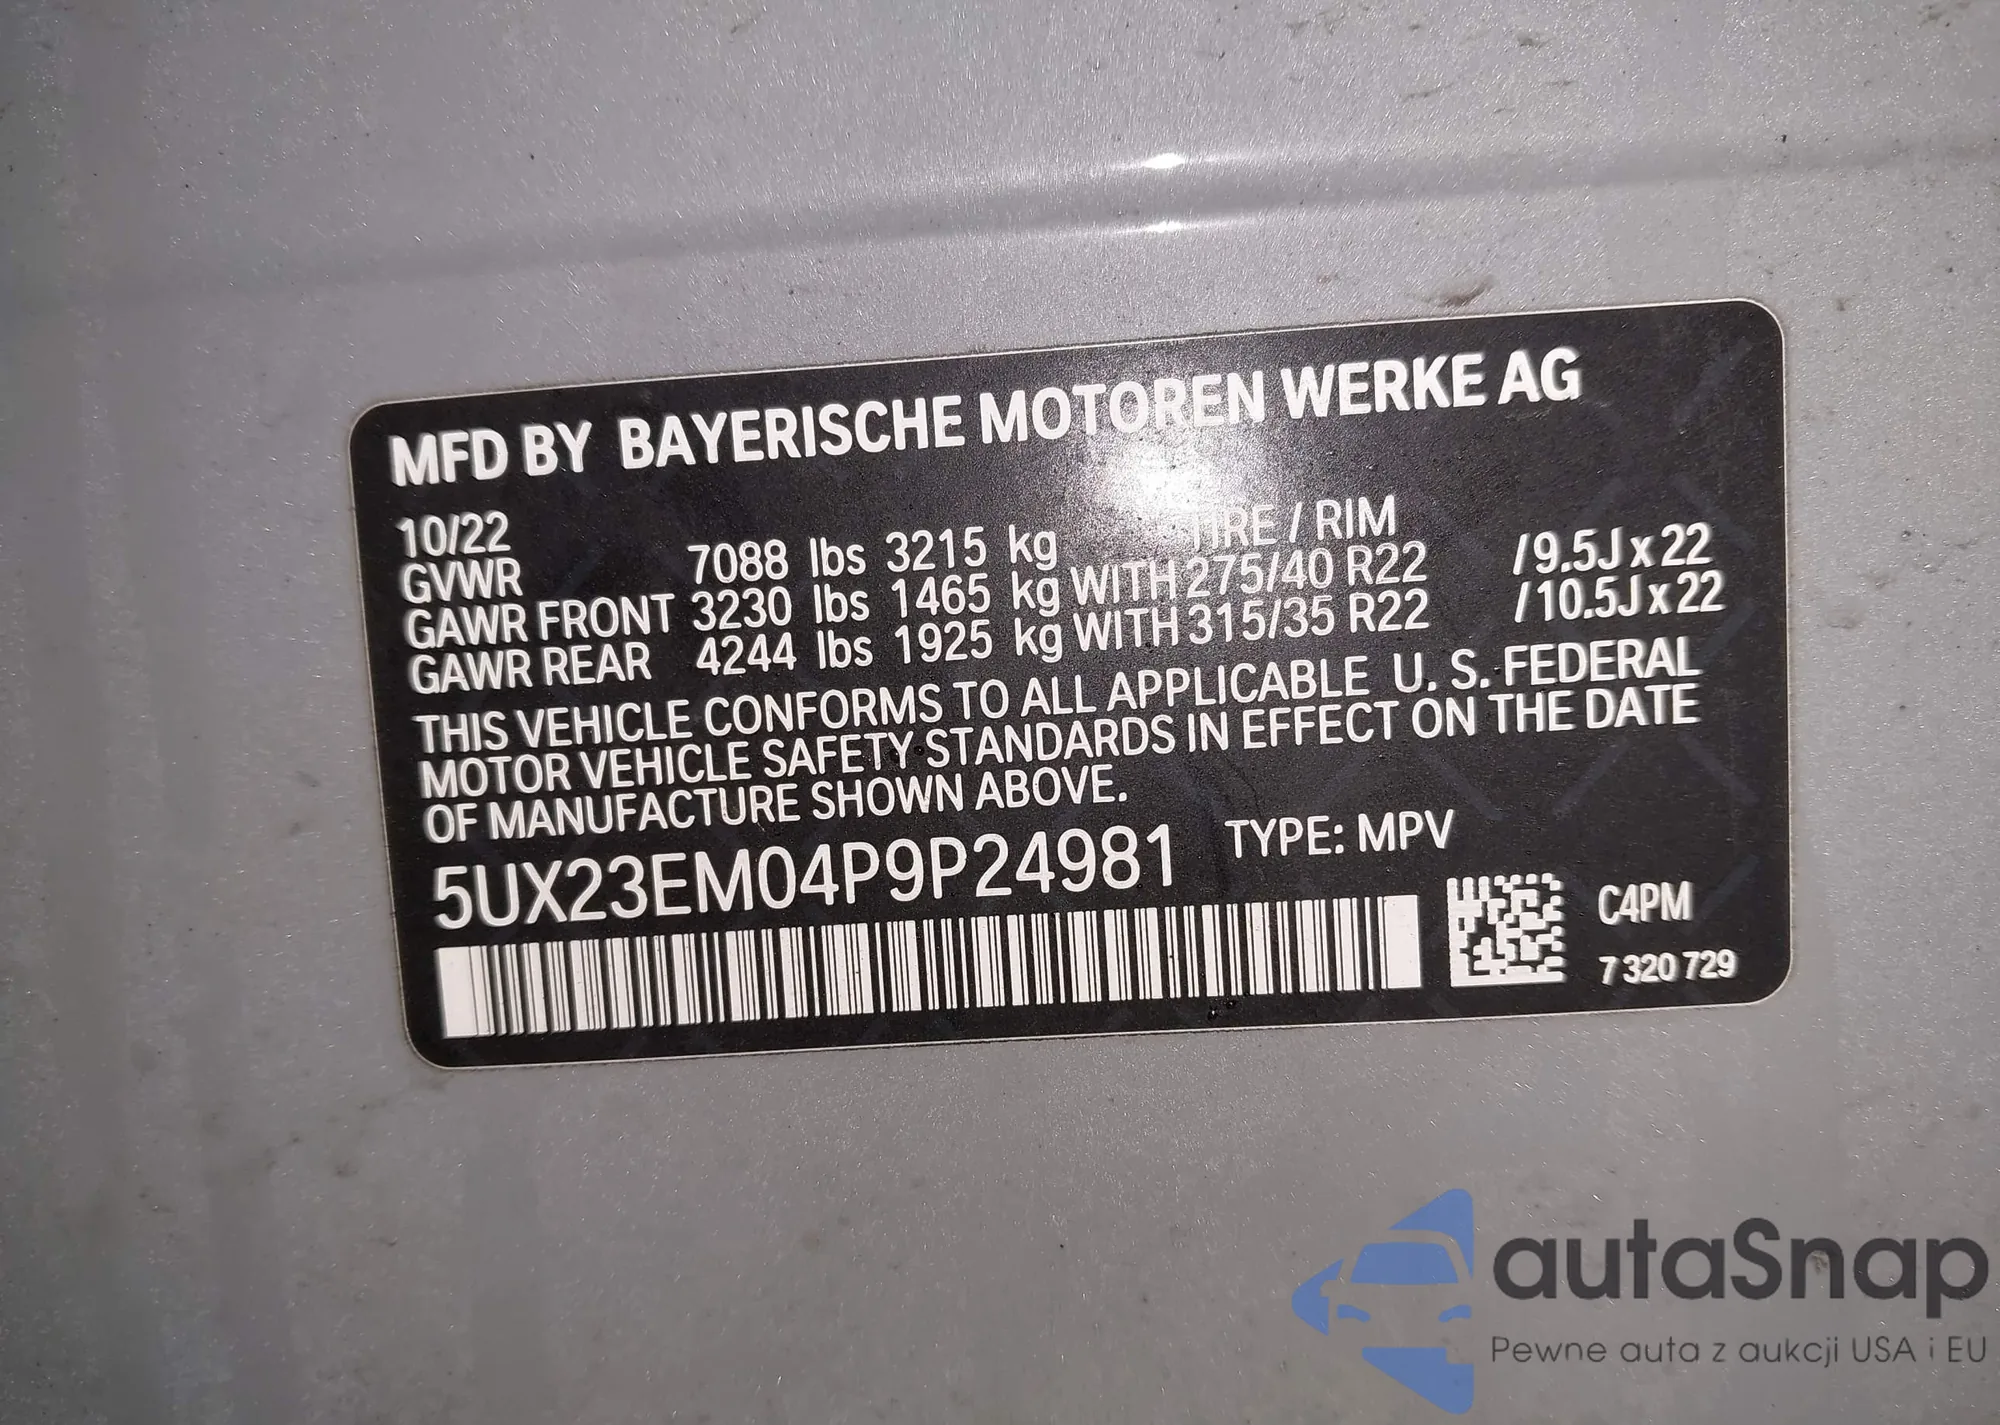 MFD BY BAYERISCHE MOTOREN WERKE AG
10/22 TIRE / RIM
GVWR 7088 lbs 3215 kg
GAWR FRONT 3230 lbs 1465 kg WITH 275/40 R22 /9.5J x 22
GAWR REAR 4244 lbs 1925 kg WITH 315/35 R22 /10.5J x 22
THIS VEHICLE CONFORMS TO ALL APPLICABLE U. S. FEDERAL
MOTOR VEHICLE SAFETY STANDARDS IN EFFECT ON THE DATE
OF MANUFACTURE SHOWN ABOVE.
5UX23EM04P9P24981 TYPE: MPV
C4PM
7 320 729
autaSnap
Pewne auta z aukcji USA i EU